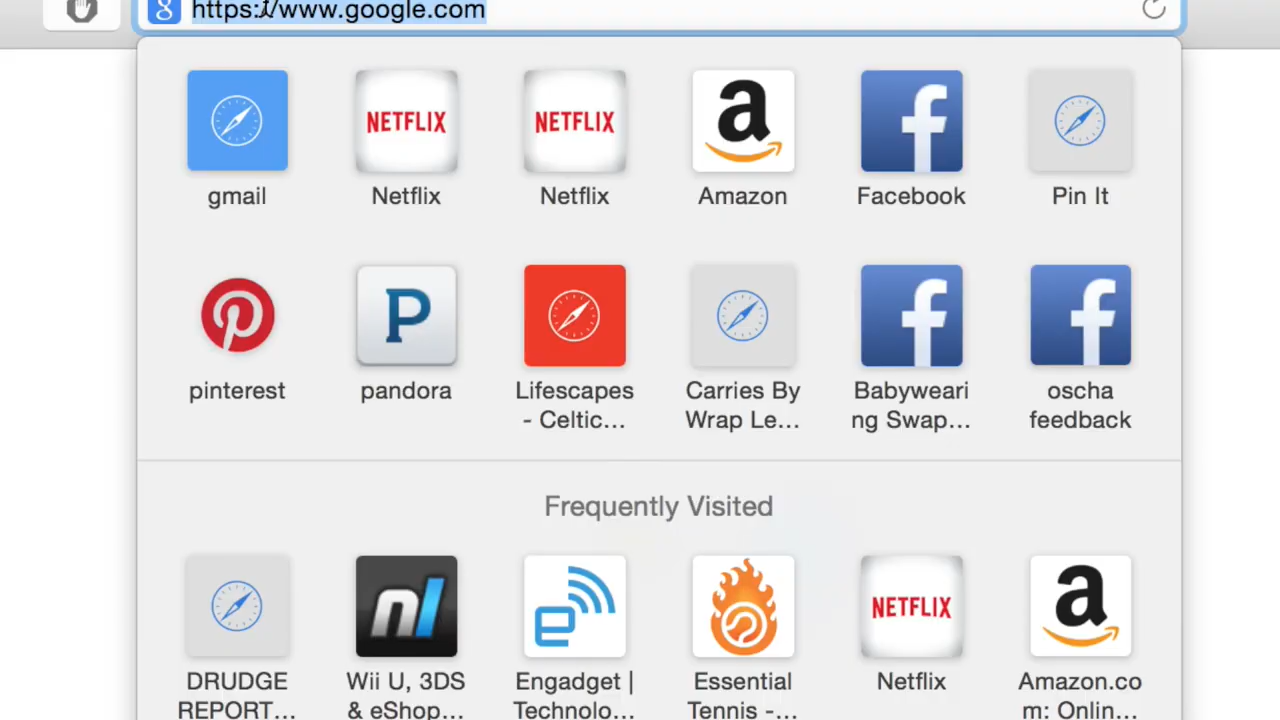 https://www.google.com
NETFLIX
NETFLIX
gmail
Netflix
Netflix
Amazon
Facebook
Pin It
pinterest
pandora
Lifescapes
- Celtic...
Carries By
Wrap Le...
Babyweari
ng Swap...
oscha
feedback
Frequently Visited
NETFLIX
DRUDGE
REPORT...
Wii U, 3DS
& eShop...
Engadget |
Technolo...
Essential
Tennis -...
Netflix
Amazon.co
m: Onlin...